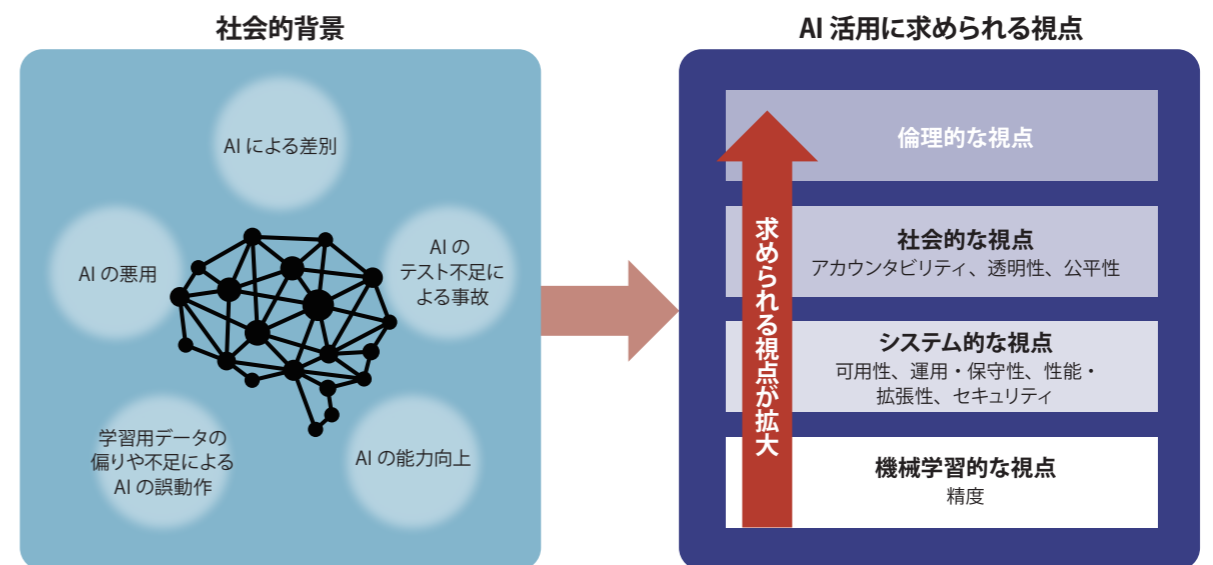 社会的背景
AI による差別
AI の悪用
AI の
テスト不足に
よる事故
学習用データの
偏りや不足による
AI の誤動作
AI の能力向上
AI 活用に求められる視点
求められる視点が拡大
倫理的な視点
社会的な視点
アカウンタビリティ、透明性、公平性
システム的な視点
可用性、運用・保守性、性能・
拡張性、セキュリティ
機械学習的な視点
精度